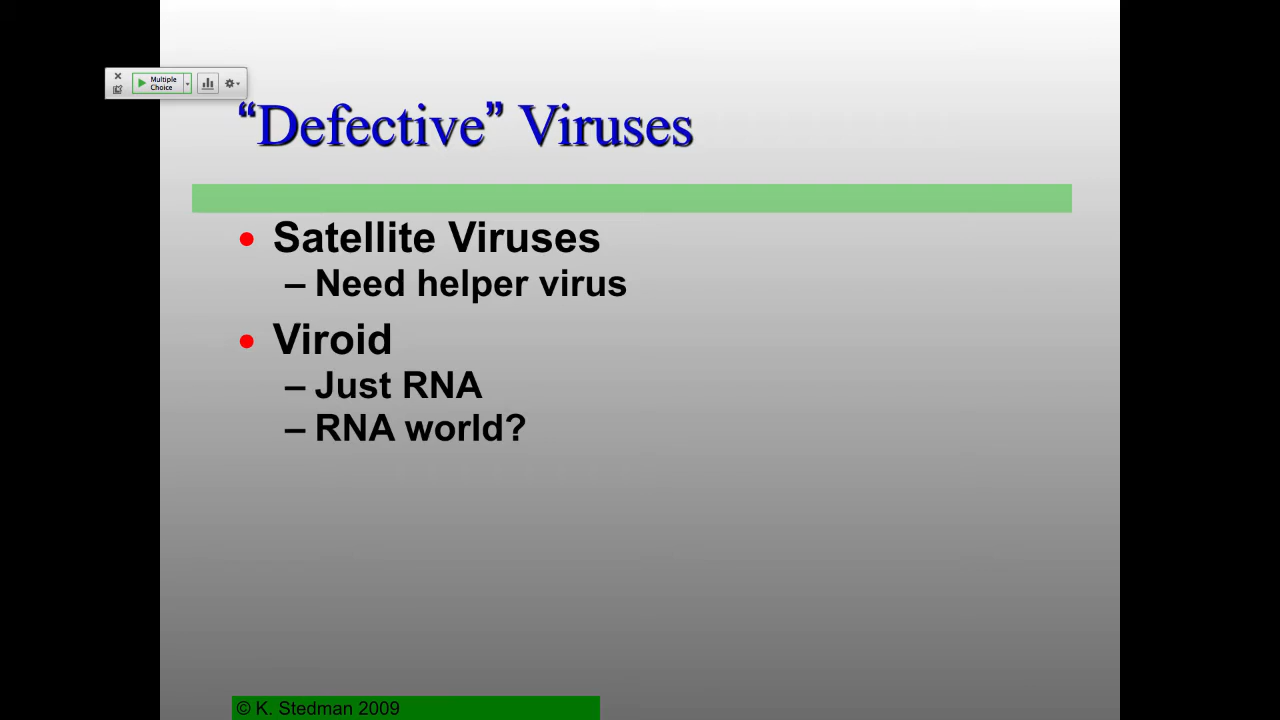 Multiple
Choice
“Defective” Viruses
• Satellite Viruses
– Need helper virus
• Viroid
– Just RNA
– RNA world?
© K. Stedman 2009